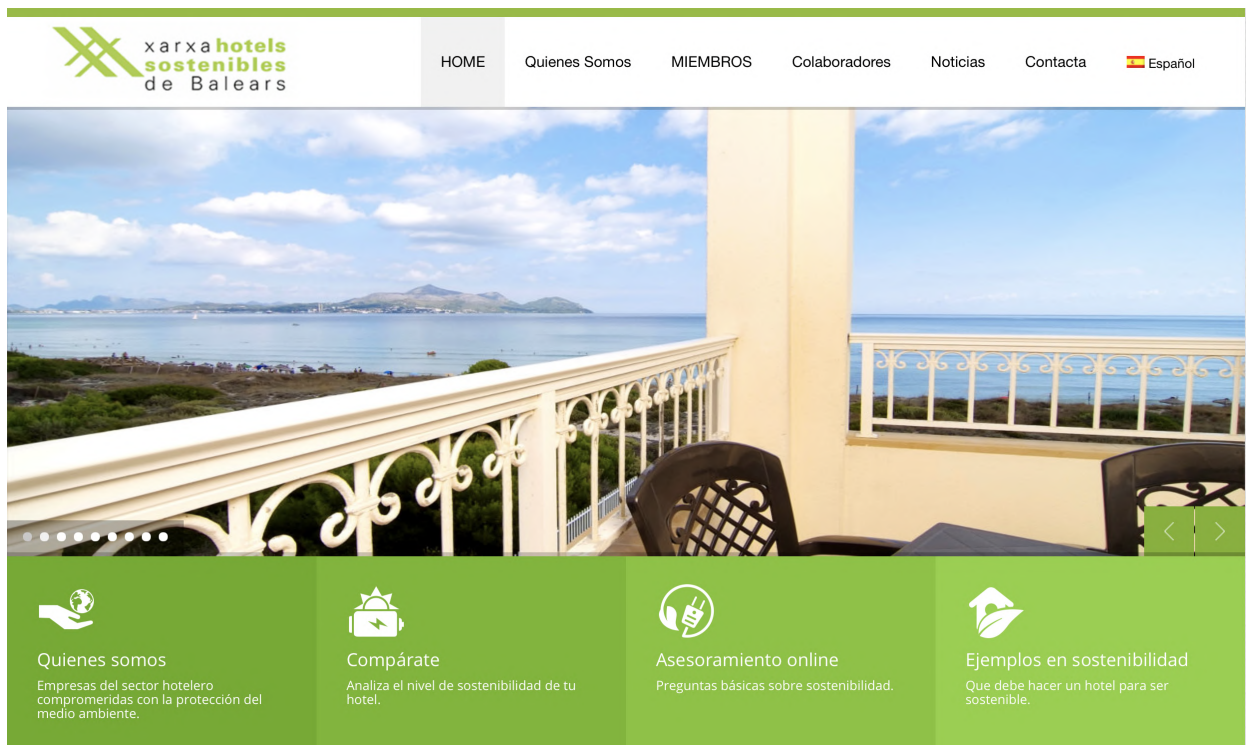 xarxa hotels
sostenibles
de Balears
HOME
Quienes Somos
MIEMBROS
Colaboradores
Noticias
Contacta
Español
Quienes somos
Empresas del sector hotelero
compromeridas con la protección del
medio ambiente.
Compárate
Analiza el nivel de sostenibilidad de tu
hotel.
Asesoramiento online
Preguntas básicas sobre sostenibilidad.
Ejemplos en sostenibilidad
Que debe hacer un hotel para ser
sostenible.